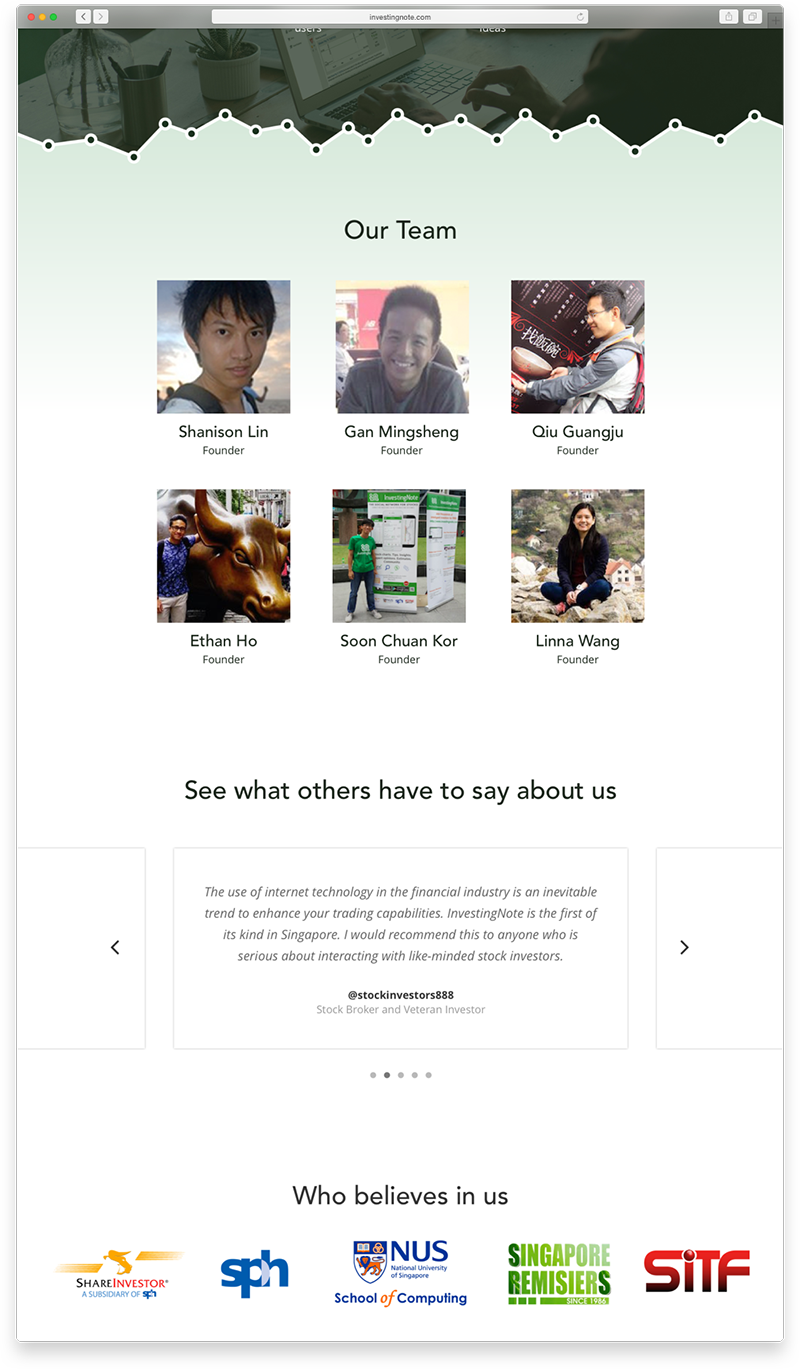 investingnote.com
users
ideas
Our Team
找飯碗
Shanison Lin
Gan Mingsheng
Qiu Guangju
Founder
Founder
Founder
InvestingNote
Ethan Ho
Soon Chuan Kor
Linna Wang
Founder
Founder
Founder
See what others have to say about us
The use of internet technology in the financial industry is an inevitable
trend to enhance your trading capabilities. InvestingNote is the first of
its kind in Singapore. I would recommend this to anyone who is
serious about interacting with like-minded stock investors.
@stockinvestors888
Stock Broker and Veteran Investor
Who believes in us
SHAREINVESTOR®
A SUBSIDIARY OF sph
sph
NUS
National University
of Singapore
School of Computing
SINGAPORE
REMISIERS
SINCE 1986
SiTF